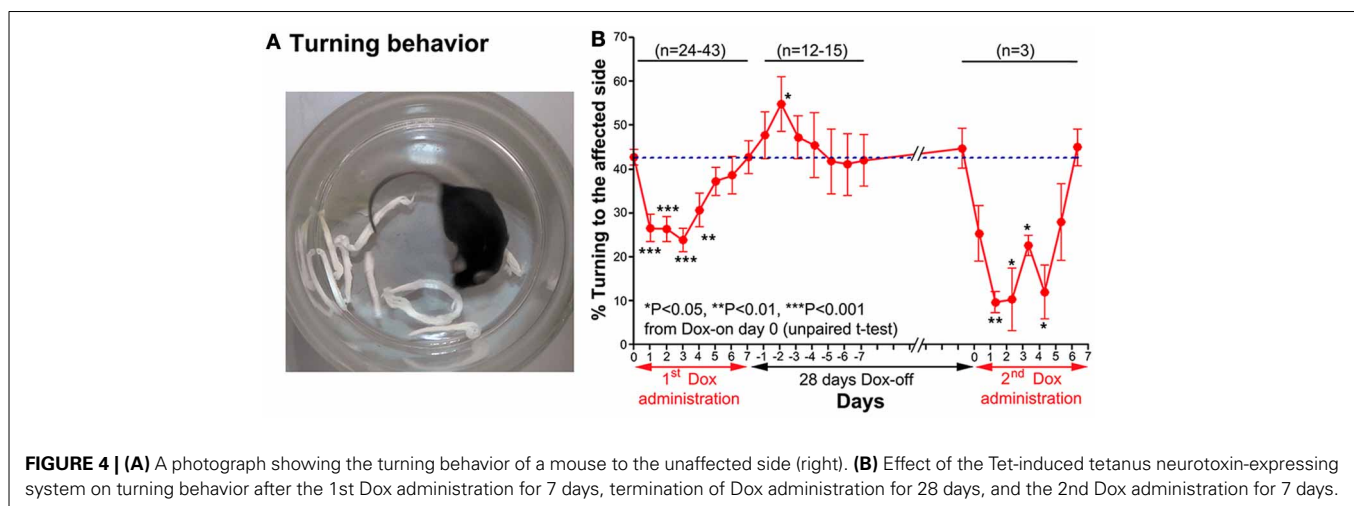 A Turning behavior
B
% Turning to the affected side
70
60
50
40
30
20
10
0
(n=24-43)
(n=12-15)
(n=3)
*
***
***
***
**
**
*
*
*
*P<0.05, **P<0.01, ***P<0.001
from Dox-on day 0 (unpaired t-test)
0 1 2 3 4 5 6 7 -1 -2 -3 -4 -5 -6 -7 // 0 1 2 3 4 5 6 7
1st Dox
administration
28 days Dox-off
2nd Dox
administration
Days
FIGURE 4 | (A) A photograph showing the turning behavior of a mouse to the unaffected side (right). (B) Effect of the Tet-induced tetanus neurotoxin-expressing
system on turning behavior after the 1st Dox administration for 7 days, termination of Dox administration for 28 days, and the 2nd Dox administration for 7 days.